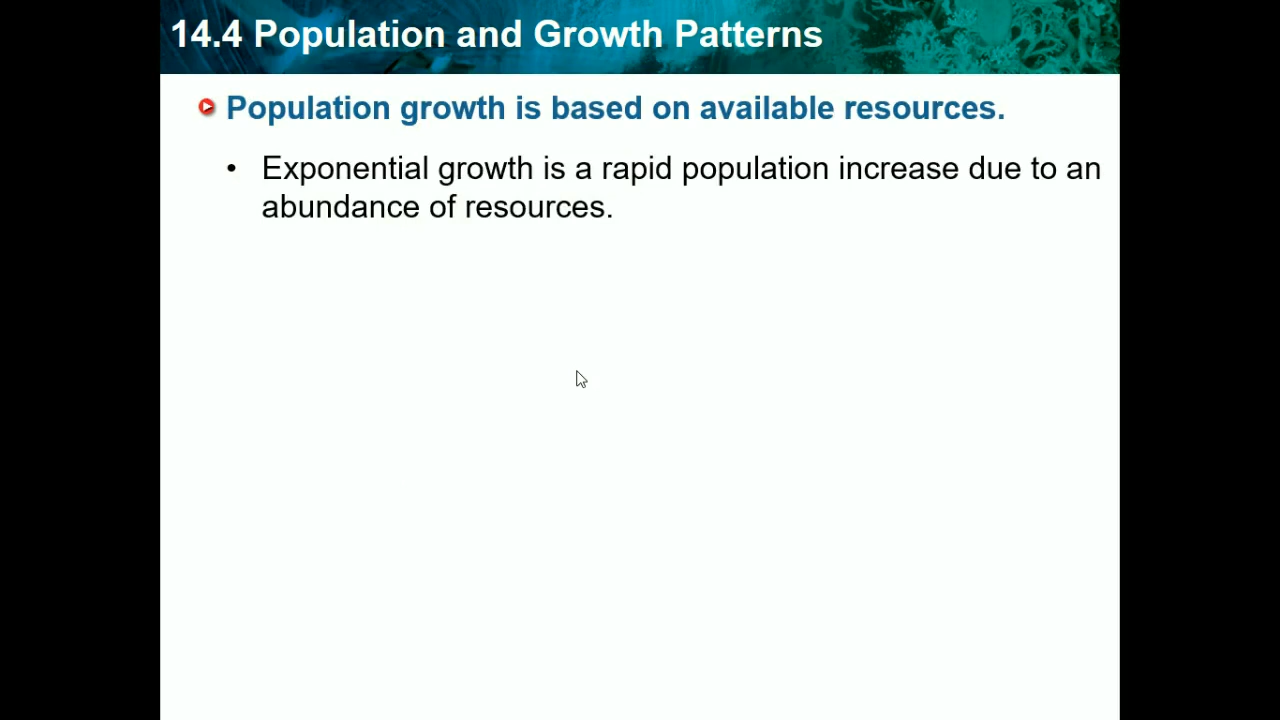 14.4 Population and Growth Patterns
Population growth is based on available resources.
• Exponential growth is a rapid population increase due to an
abundance of resources.